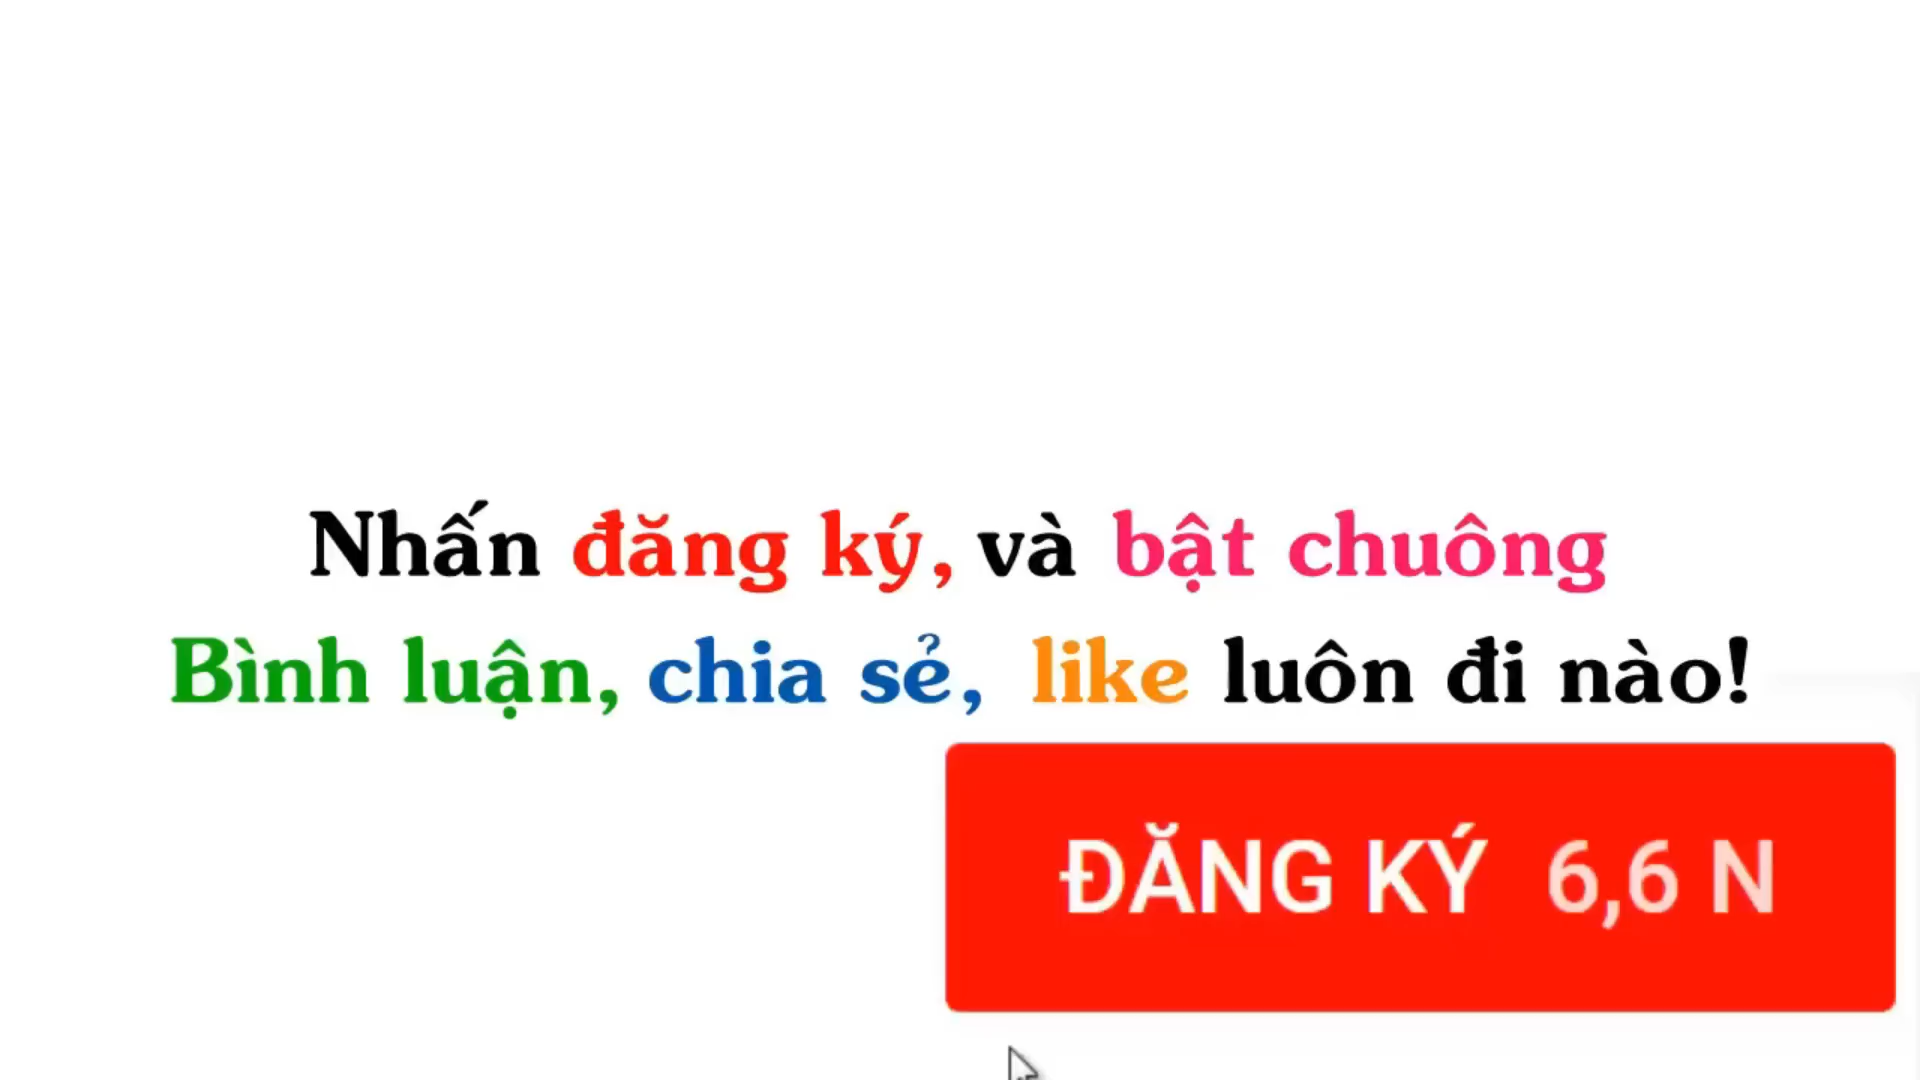 Nhấn đăng ký, và bật chuông
Bình luận, chia sẻ, like luôn đi nào!
ĐĂNG KÝ 6,6 N